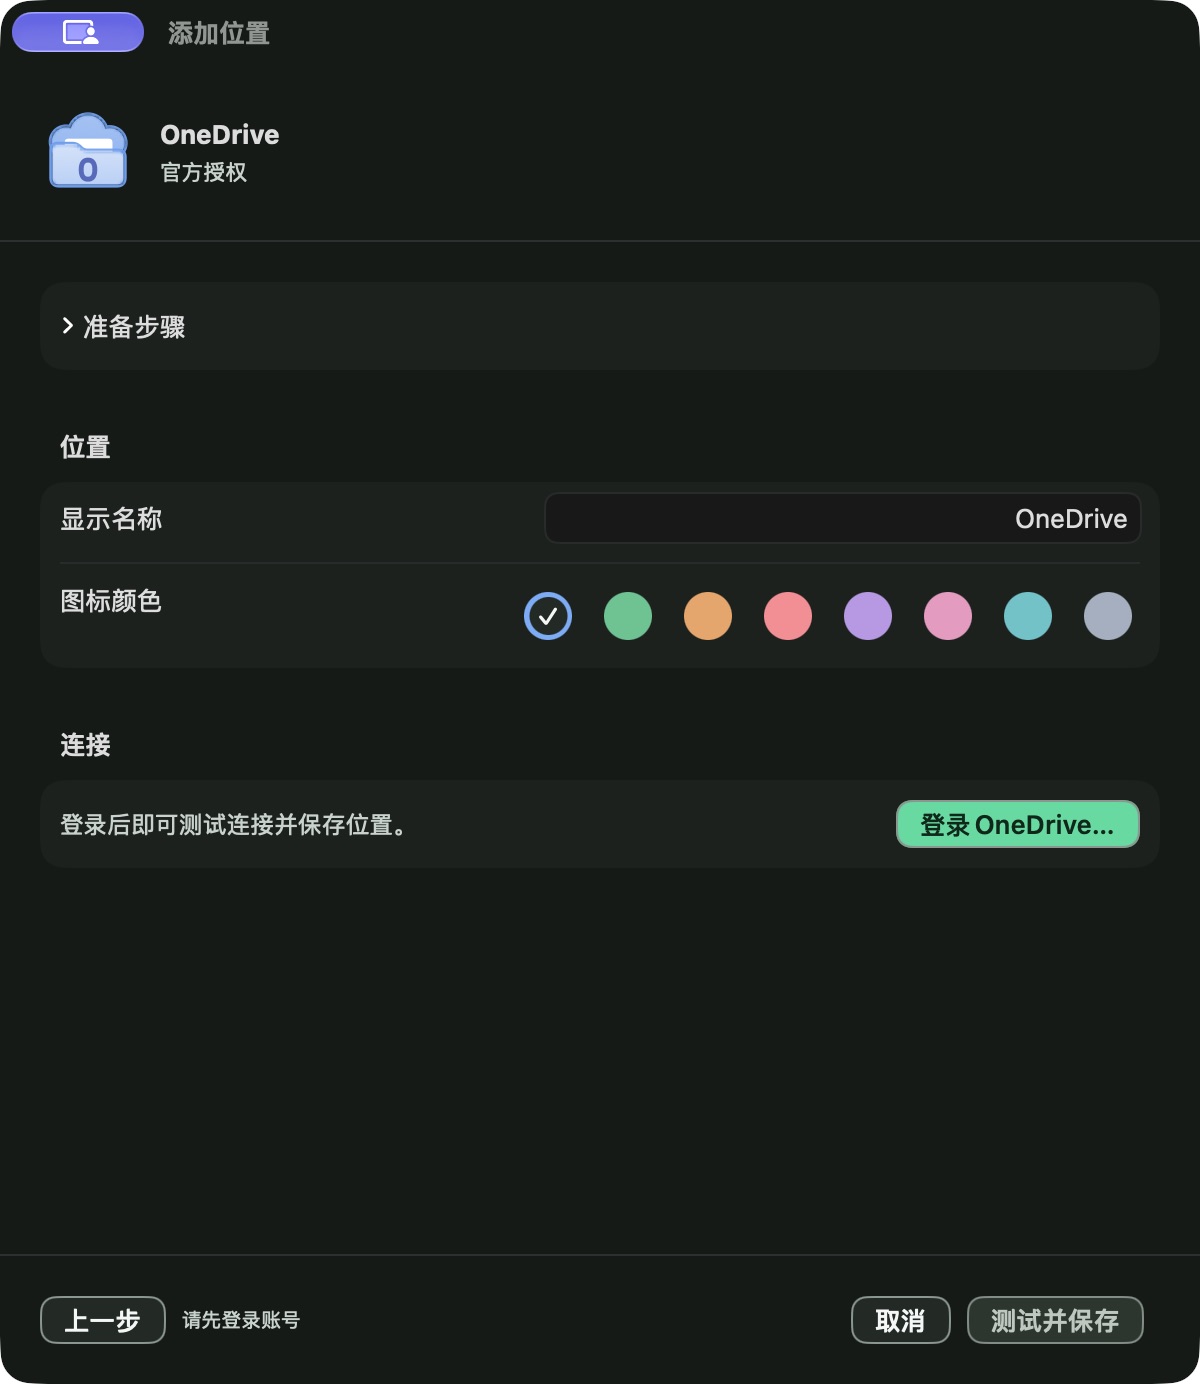 添加位置
OneDrive
官方授权
O
准备步骤
位置
显示名称 OneDrive
图标颜色
连接
登录后即可测试连接并保存位置。 登录 OneDrive...
上一步 请先登录账号 取消 测试并保存